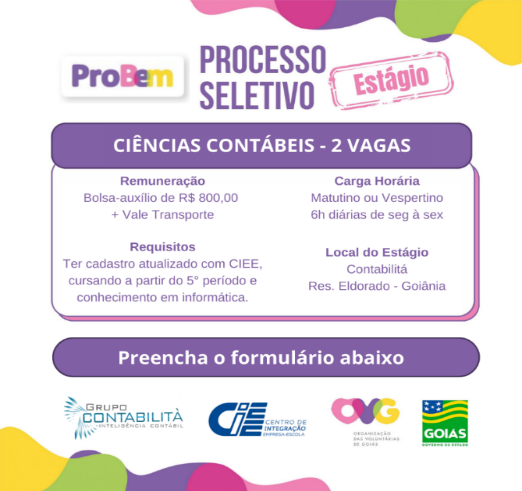 ProBem
PROCESSO
SELETIVO
Estágio
CIÊNCIAS CONTÁBEIS - 2 VAGAS
Remuneração
Bolsa-auxílio de R$ 800,00
+ Vale Transporte
Requisitos
Ter cadastro atualizado com CIEE,
cursando a partir do 5° período e
conhecimento em informática.
Carga Horária
Matutino ou Vespertino
6h diárias de seg à sex
Local do Estágio
Contabilitá
Res. Eldorado - Goiânia
Preencha o formulário abaixo
GRUPO
CONTABILITÀ
INTELIGÊNCIA CONTÁBIL
CIEE
CENTRO DE
INTEGRAÇÃO
EMPRESA-ESCOLA
OVG
ORGANIZAÇÃO
DAS VOLUNTÁRIAS
DE GOIÁS
GOIÁS
GOVERNO DO ESTADO